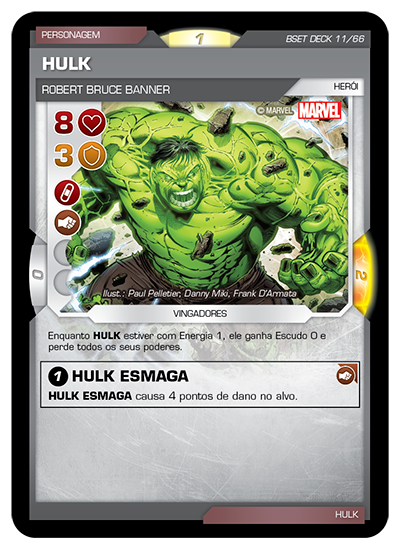 PERSONAGEM
1
BSET DECK 11/66
HULK
ROBERT BRUCE BANNER
HERÓI
8
© MARVEL
MARVEL
3
0
2
Ilust.: Paul Pelletier, Danny Miki, Frank D'Armata
VINGADORES
Enquanto HULK estiver com Energia 1, ele ganha Escudo 0 e
perde todos os seus poderes.
1 HULK ESMAGA
HULK ESMAGA causa 4 pontos de dano no alvo.
HULK